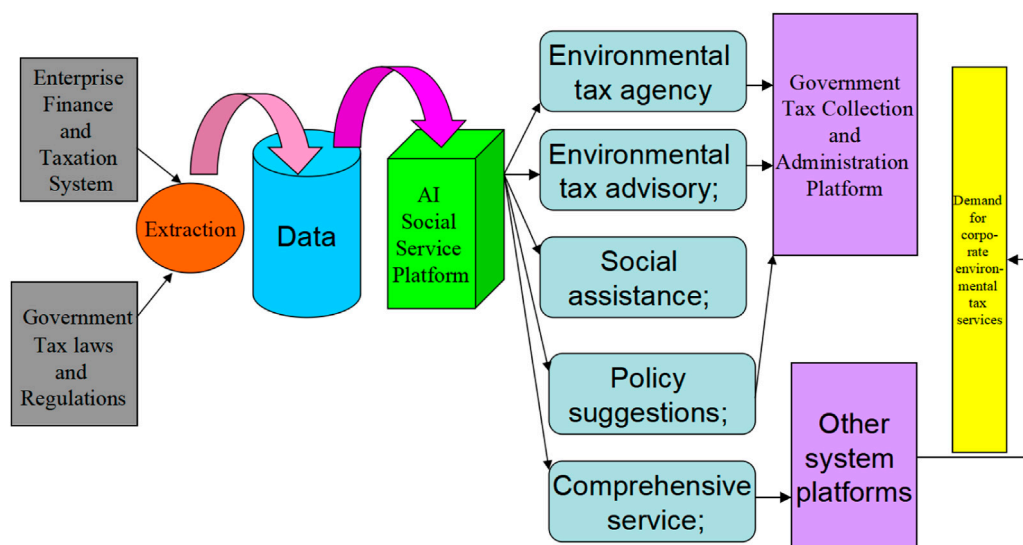 Enterprise
Finance
and
Taxation
System
Government
Tax laws
and
Regulations
Extraction
Data
AI
Social
Service
Platform
Environmental
tax agency
Environmental
tax advisory;
Social
assistance;
Policy
suggestions;
Comprehensive
service;
Government
Tax Collection
and
Administration
Platform
Other
system
platforms
Demand
for
corpo-
rate
environ-
mental
tax
services